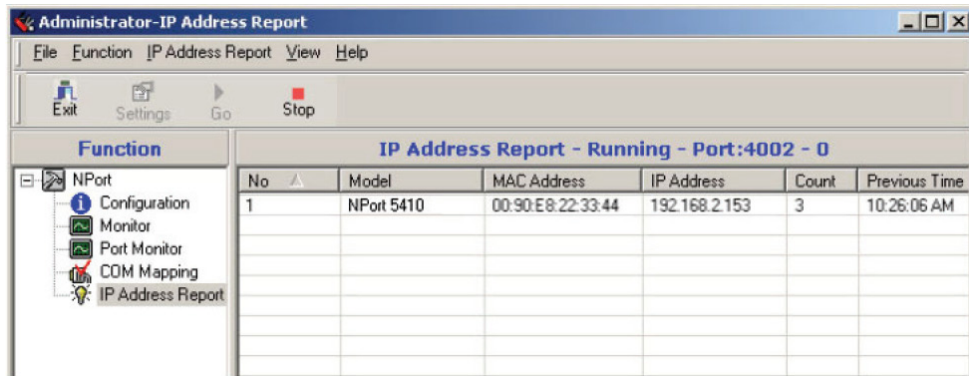 Administrator-IP Address Report
File Function IP Address Report View Help
Exit Settings Go Stop
Function
IP Address Report - Running - Port:4002 - 0
NPort
Configuration
Monitor
Port Monitor
COM Mapping
IP Address Report
No Model MAC Address IP Address Count Previous Time
1 NPort 5410 00:90:E8:22:33:44 192.168.2.153 3 10:26:06 AM